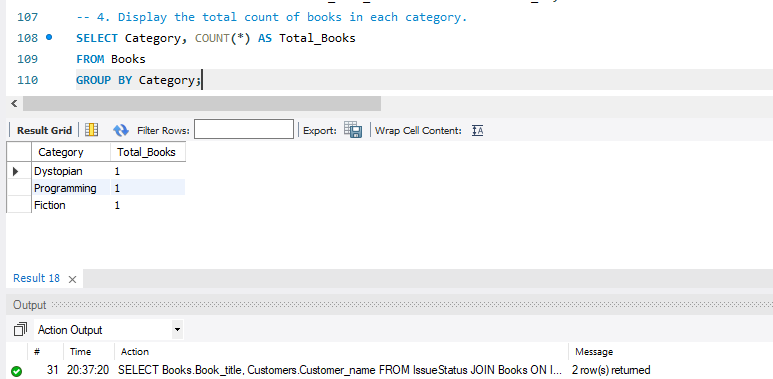 107 -- 4. Display the total count of books in each category.
108 SELECT Category, COUNT(*) AS Total_Books
109 FROM Books
110 GROUP BY Category;
Result Grid Filter Rows: Export: Wrap Cell Content:
Category Total_Books
Dystopian 1
Programming 1
Fiction 1
Result 18
Output
Action Output
# Time Action Message
31 20:37:20 SELECT Books.Book_title, Customers.Customer_name FROM IssueStatus JOIN Books ON I... 2 row(s) returned